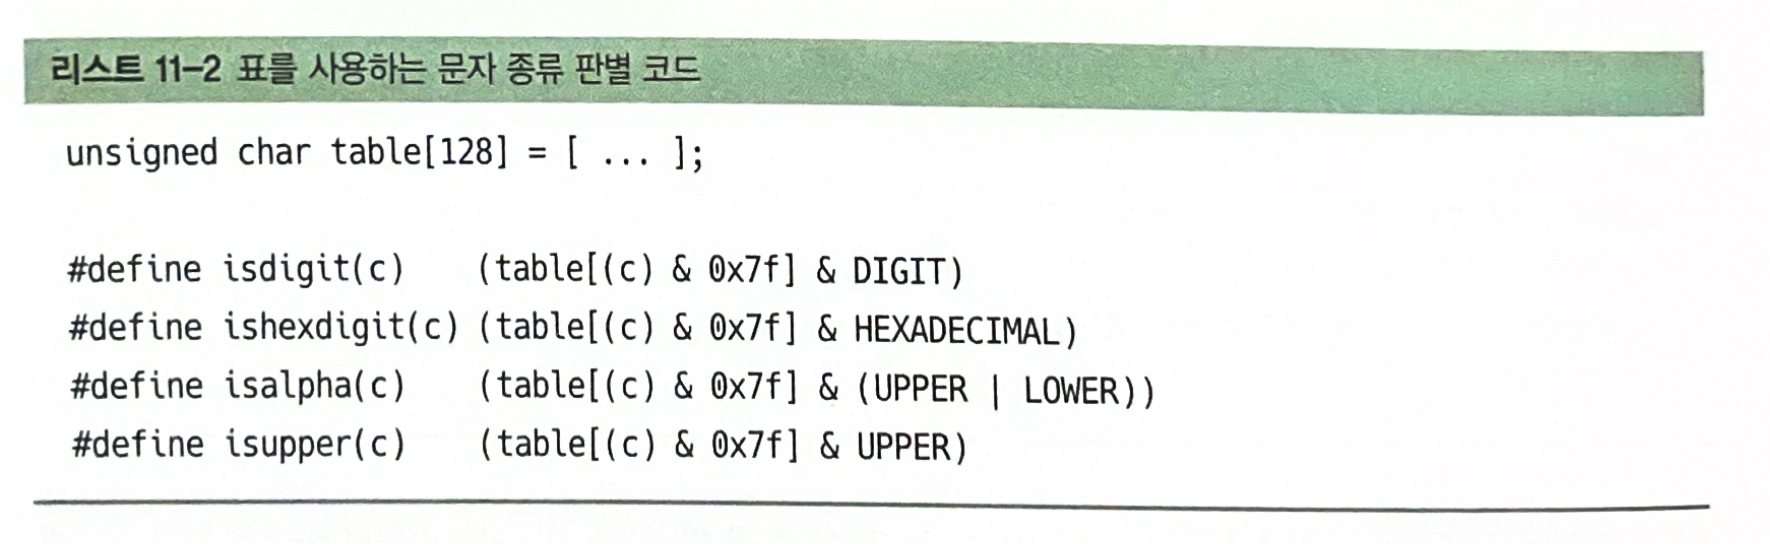 리스트 11-2 표를 사용하는 문자 종류 판별 코드
unsigned char table[128] = [ ... ];
#define isdigit(c) (table[(c) & 0x7f] & DIGIT)
#define ishexdigit(c) (table[(c) & 0x7f] & HEXADECIMAL)
#define isalpha(c) (table[(c) & 0x7f] & (UPPER | LOWER))
#define isupper(c) (table[(c) & 0x7f] & UPPER)